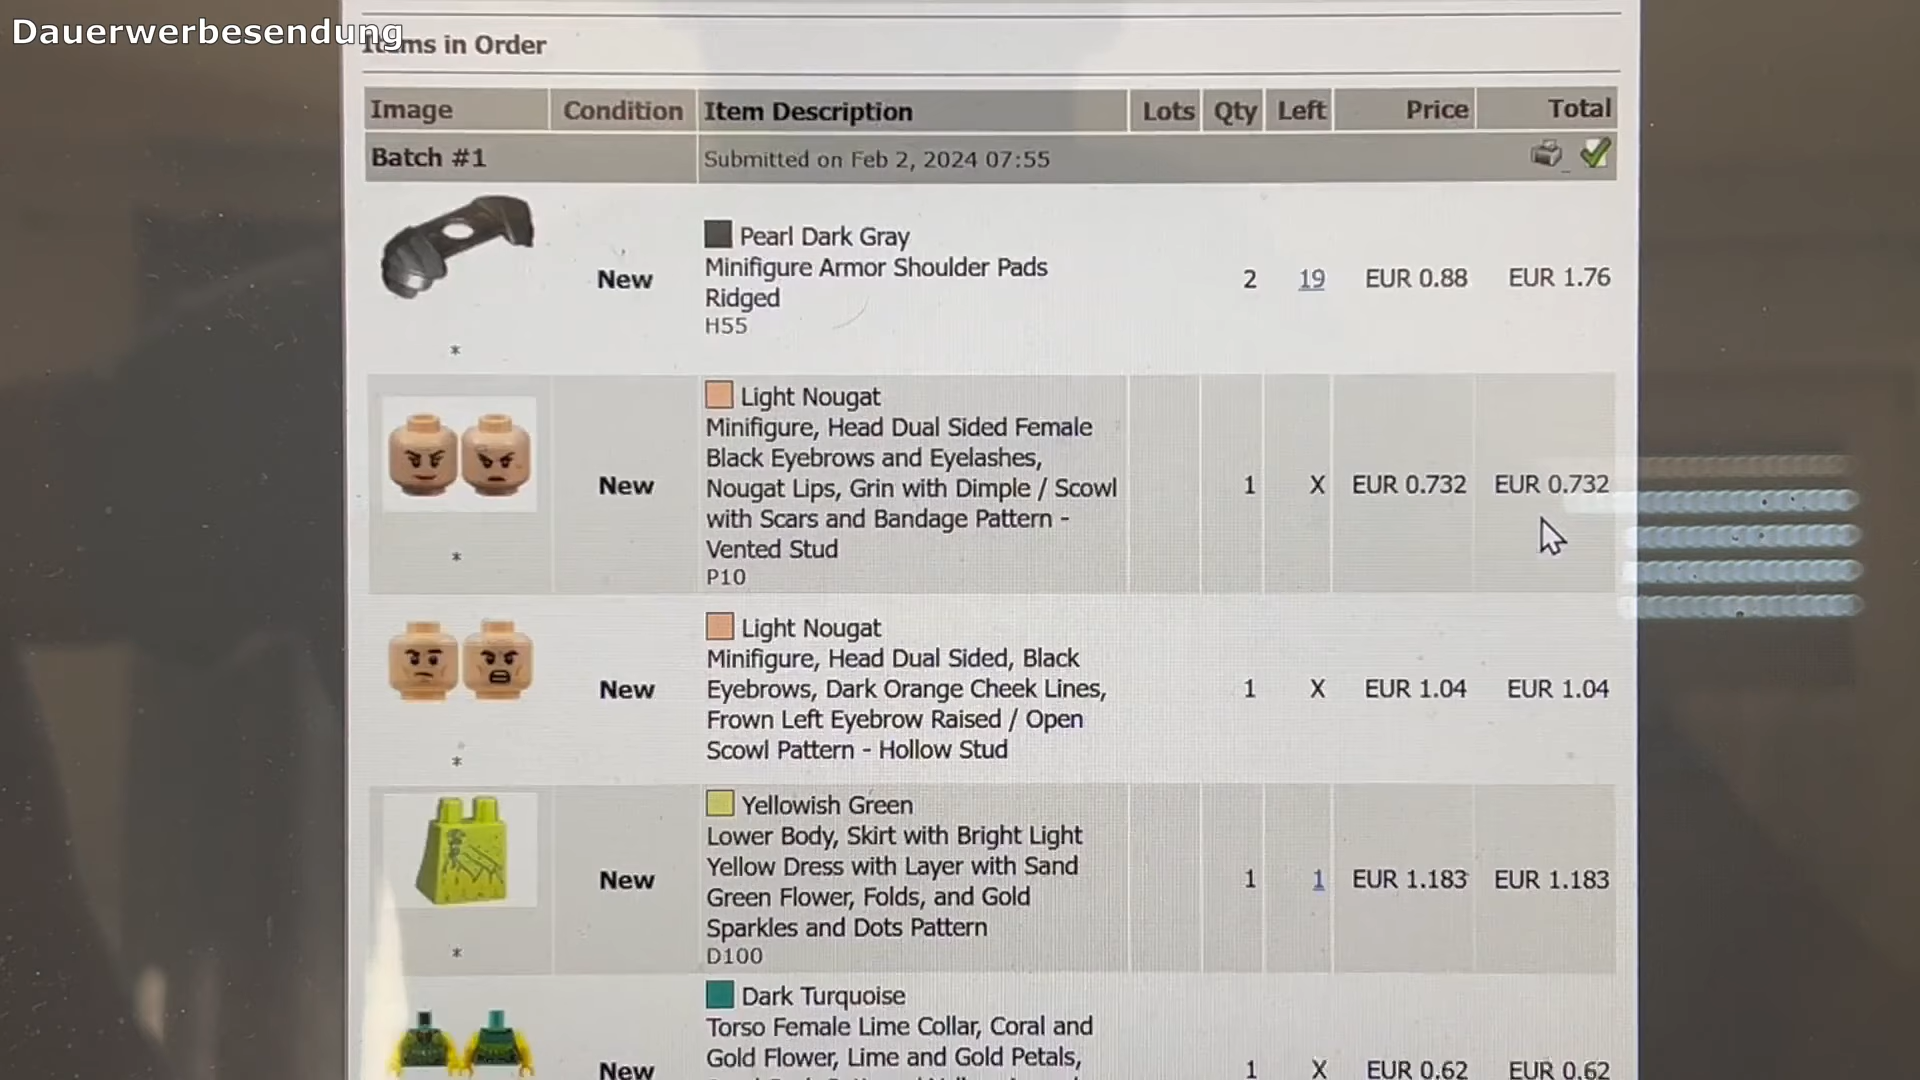 Dauerwerbesendung
Items in Order
Image Condition Item Description Lots Qty Left Price Total
Batch #1 Submitted on Feb 2, 2024 07:55
Pearl Dark Gray
Minifigure Armor Shoulder Pads
Ridged
H55
New 2 19 EUR 0.88 EUR 1.76
*
Light Nougat
Minifigure, Head Dual Sided Female
Black Eyebrows and Eyelashes,
Nougat Lips, Grin with Dimple / Scowl
with Scars and Bandage Pattern -
Vented Stud
P10
New 1 X EUR 0.732 EUR 0.732
*
Light Nougat
Minifigure, Head Dual Sided, Black
Eyebrows, Dark Orange Cheek Lines,
Frown Left Eyebrow Raised / Open
Scowl Pattern - Hollow Stud
New 1 X EUR 1.04 EUR 1.04
*
Yellowish Green
Lower Body, Skirt with Bright Light
Yellow Dress with Layer with Sand
Green Flower, Folds, and Gold
Sparkles and Dots Pattern
D100
New 1 1 EUR 1.183 EUR 1.183
*
Dark Turquoise
Torso Female Lime Collar, Coral and
Gold Flower, Lime and Gold Petals,
New 1 X EUR 0.62 EUR 0.62